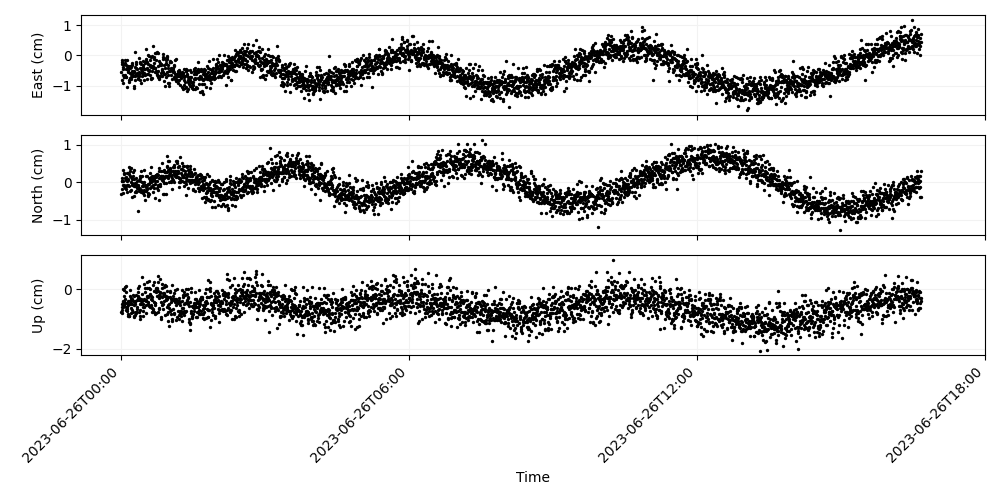 1
0
−1
East (cm)
1
0
−1
North (cm)
0
−2
Up (cm)
2023-06-26T00:00
2023-06-26T06:00
2023-06-26T12:00
2023-06-26T18:00
Time